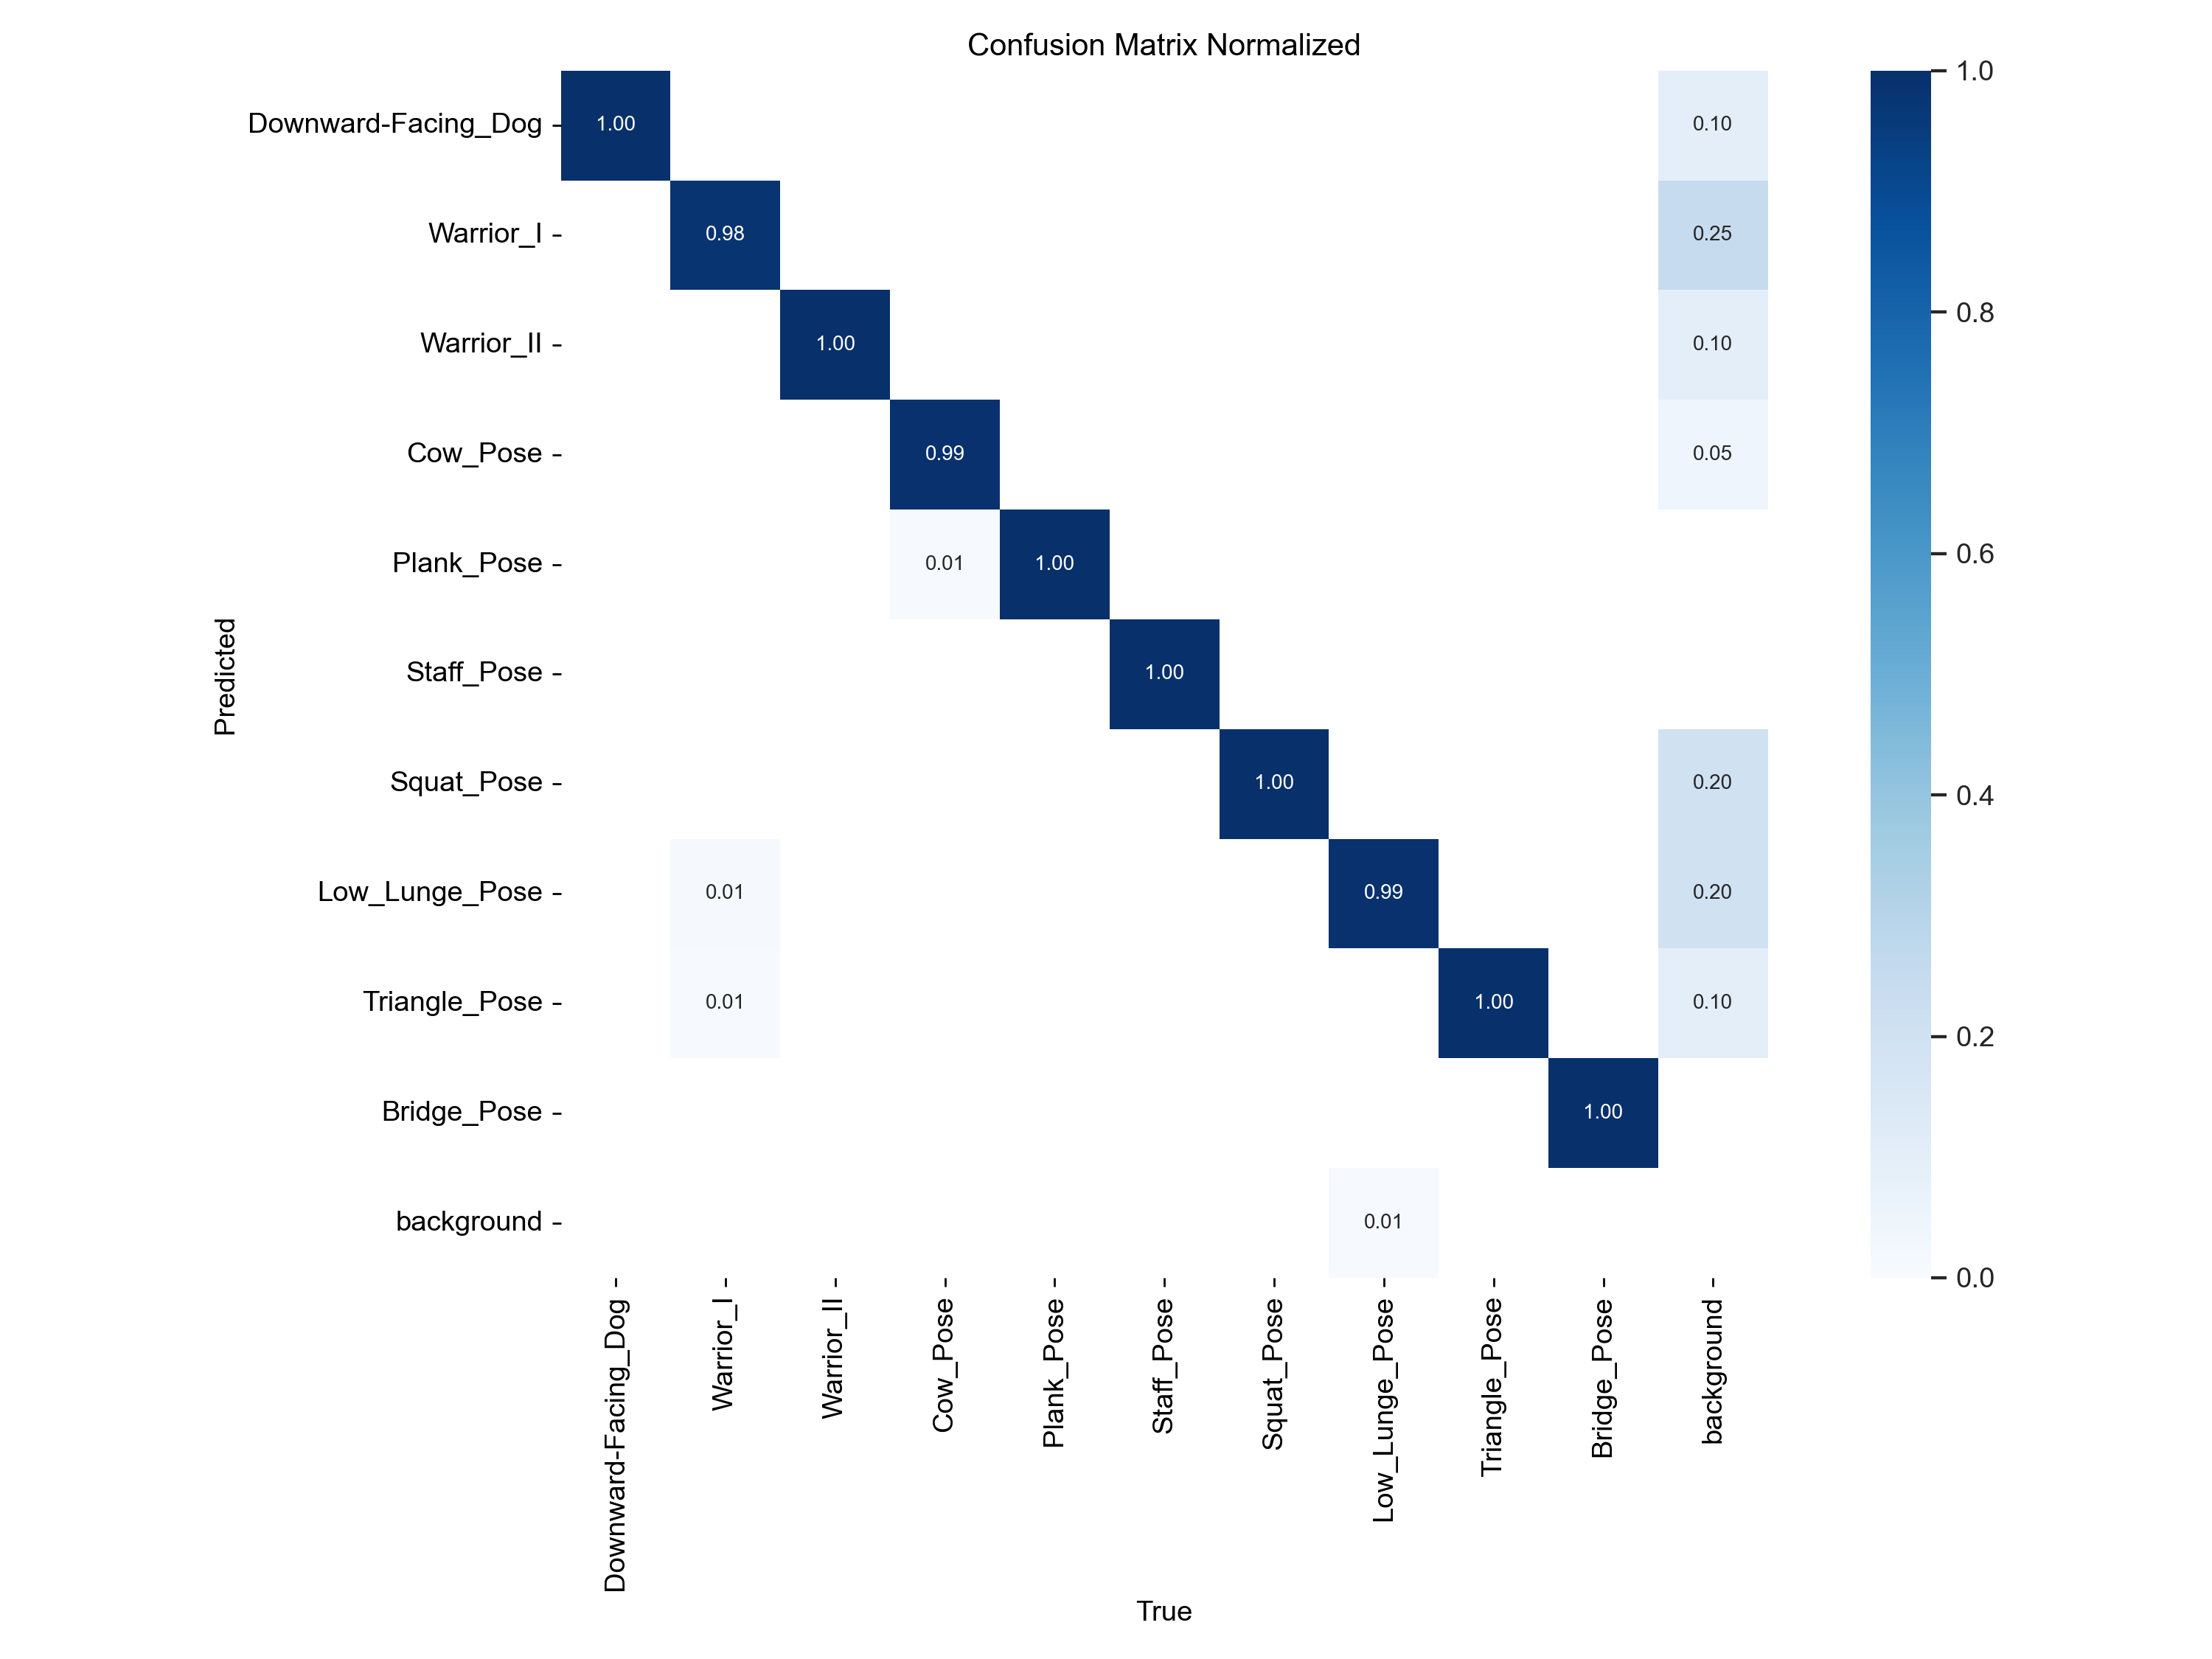 Confusion Matrix Normalized
Downward-Facing_Dog 1.00 0.10
Warrior_I 0.98 0.25
Warrior_II 1.00 0.10
Cow_Pose 0.99 0.05
Plank_Pose 0.01 1.00
Staff_Pose 1.00
Squat_Pose 1.00 0.20
Low_Lunge_Pose 0.01 0.99 0.20
Triangle_Pose 0.01 1.00 0.10
Bridge_Pose 1.00
background 0.01
Predicted
Downward-Facing_Dog
Warrior_I
Warrior_II
Cow_Pose
Plank_Pose
Staff_Pose
Squat_Pose
Low_Lunge_Pose
Triangle_Pose
Bridge_Pose
background
True
1.0
0.8
0.6
0.4
0.2
0.0